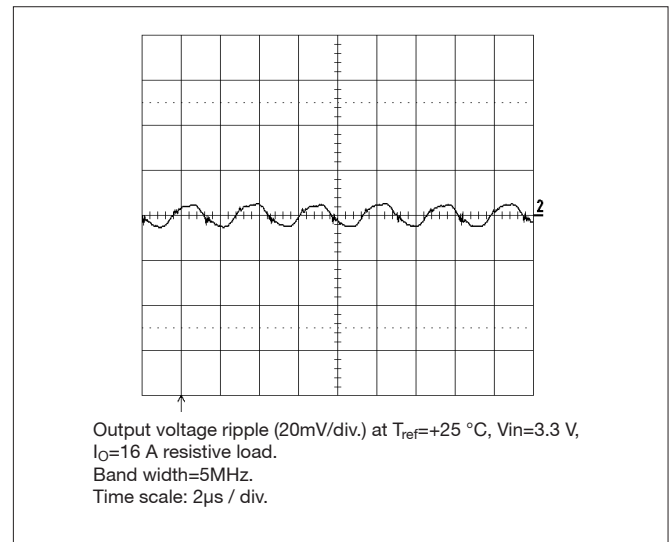 2
Output voltage ripple (20mV/div.) at Tref=+25 °C, Vin=3.3 V,
IO=16 A resistive load.
Band width=5MHz.
Time scale: 2µs / div.